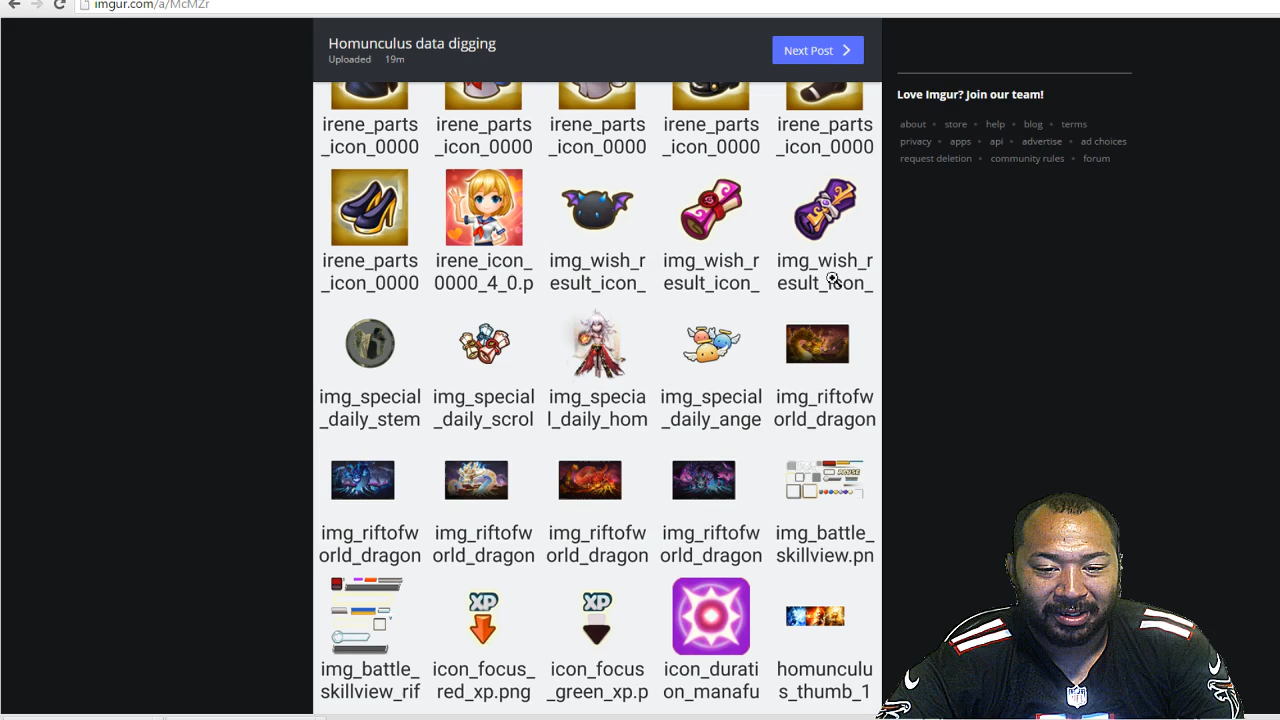 imgur.com/a/McMZr
Homunculus data digging
Uploaded 19m
Next Post
Love Imgur? Join our team!
about • store • help • blog • terms
privacy • apps • api • advertise • ad choices
request deletion • community rules • forum
irene_parts irene_parts irene_parts irene_parts irene_parts
_icon_0000 _icon_0000 _icon_0000 _icon_0000 _icon_0000
irene_parts irene_icon_ img_wish_r img_wish_r img_wish_r
_icon_0000 0000_4_0.p esult_icon_ esult_icon_ esult_icon_
img_special img_special img_specia img_special img_riftofw
_daily_stem _daily_scrol l_daily_hom _daily_ange orld_dragon
img_riftofw img_riftofw img_riftofw img_riftofw img_battle_
orld_dragon orld_dragon orld_dragon orld_dragon skillview.pn
XP XP
img_battle_ icon_focus_ icon_focus icon_durati homunculu
skillview_rif red_xp.png _green_xp.p on_manafu s_thumb_1
11 11
NFL